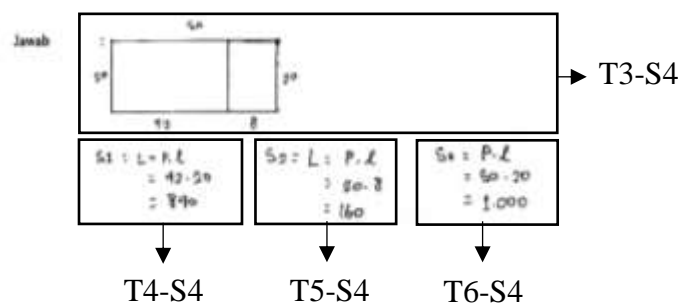 Jawab :
50
20 20
42 8
T3-S4
S1 : L = P.l
= 42.20
= 840
S2 = L : P.l
= 20.8
= 160
P.l
= 50.20
= 1.000
T4-S4 T5-S4 T6-S4